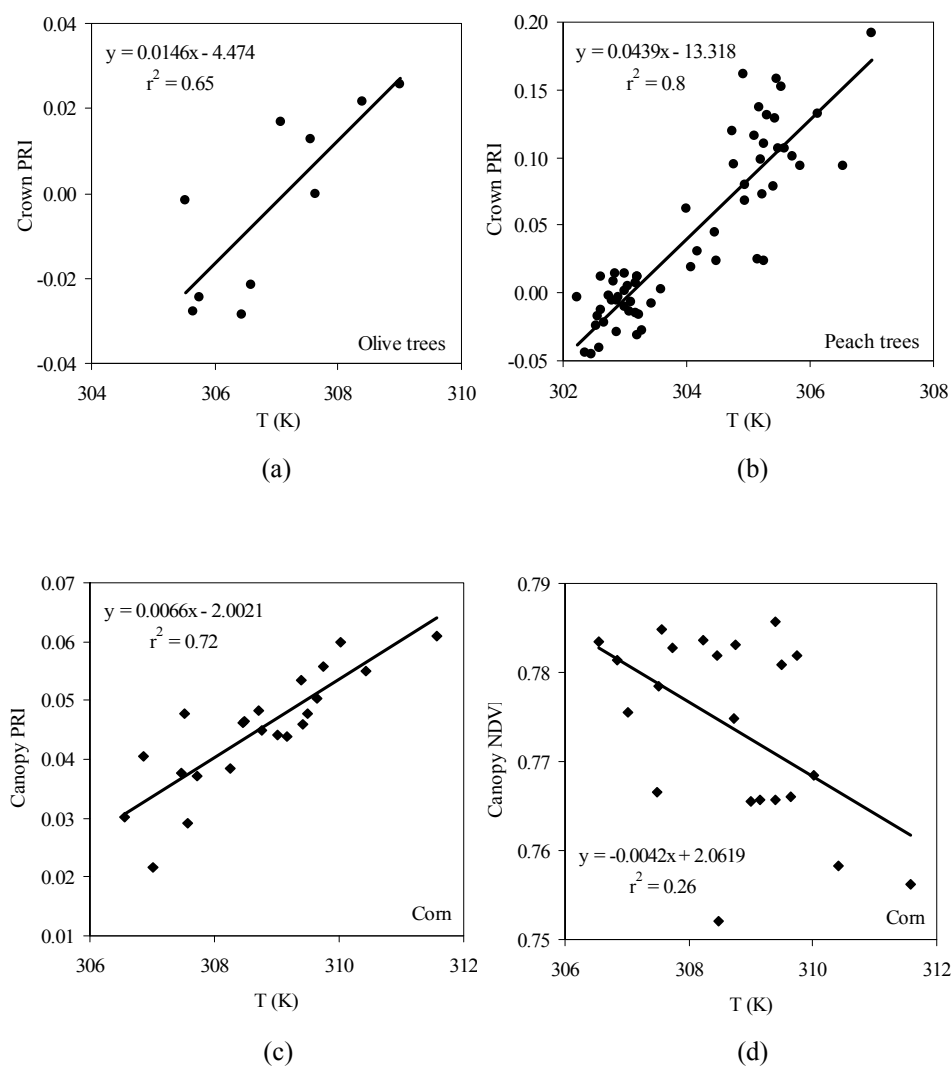 0.04
y = 0.0146x - 4.474
r² = 0.65
0.02
0.00
-0.02
-0.04
Crown PRI
Olive trees
304 306 308 310
T (K)
(a)
0.20
y = 0.0439x - 13.318
r² = 0.8
0.15
0.10
0.05
0.00
-0.05
Crown PRI
Peach trees
302 304 306 308
T (K)
(b)
0.07
y = 0.0066x - 2.0021
r² = 0.72
0.06
0.05
0.04
0.03
0.02
0.01
Canopy PRI
Corn
306 308 310 312
T (K)
(c)
0.79
0.78
0.77
0.76
0.75
Canopy NDVI
y = -0.0042x + 2.0619
r² = 0.26
Corn
306 308 310 312
T (K)
(d)